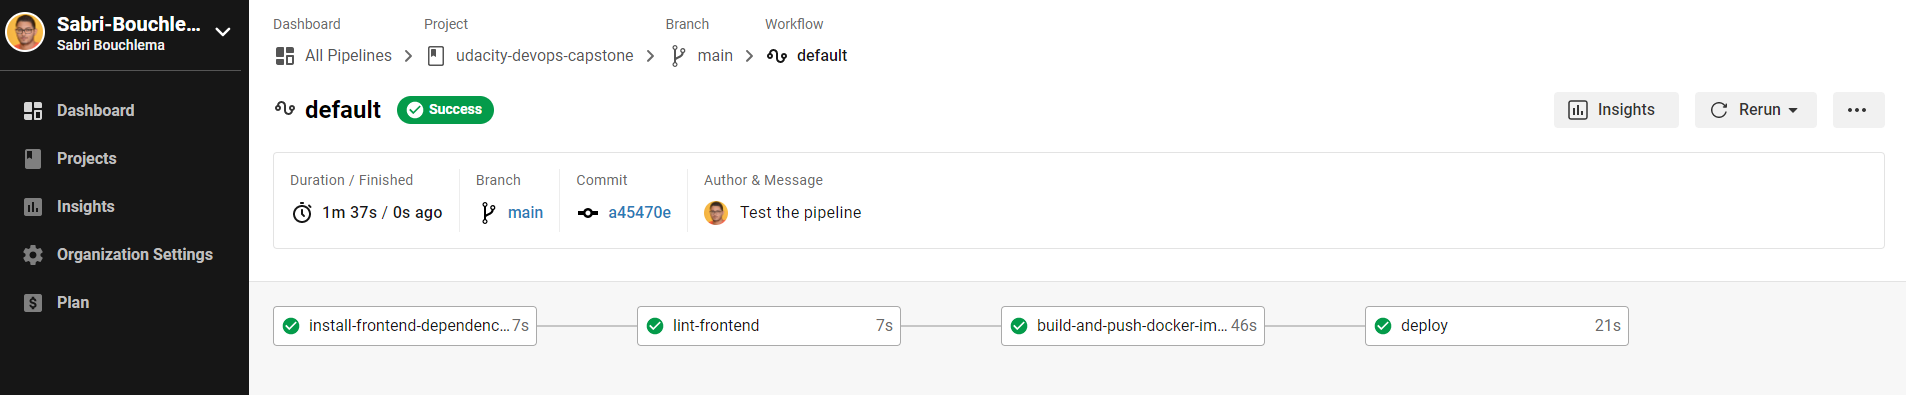 Sabri-Bouchle...
Sabri Bouchlema
Dashboard
Projects
Insights
Organization Settings
Plan
Dashboard Project Branch Workflow
All Pipelines udacity-devops-capstone main default
default Success Insights Rerun
Duration / Finished Branch Commit Author & Message
1m 37s / 0s ago main a45470e Test the pipeline
install-frontend-dependenc... 7s lint-frontend 7s build-and-push-docker-im... 46s deploy 21s